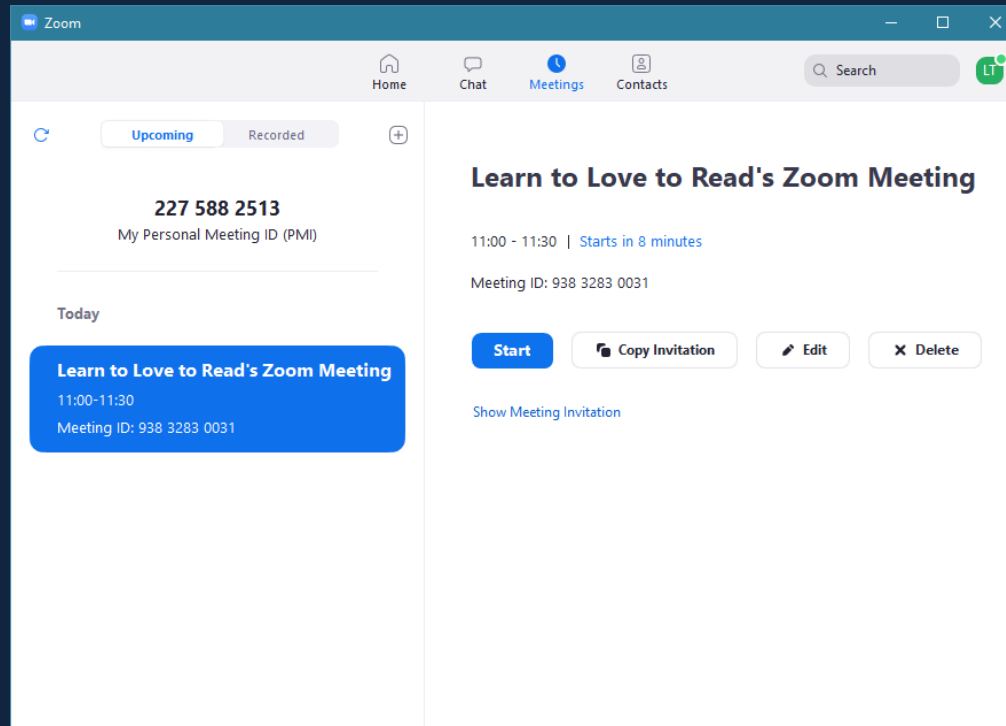 Zoom
Home
Chat
Meetings
Contacts
Search
LT
Upcoming
Recorded
227 588 2513
My Personal Meeting ID (PMI)
Today
Learn to Love to Read's Zoom Meeting
11:00-11:30
Meeting ID: 938 3283 0031
Learn to Love to Read's Zoom Meeting
11:00 - 11:30 | Starts in 8 minutes
Meeting ID: 938 3283 0031
Start
Copy Invitation
Edit
Delete
Show Meeting Invitation